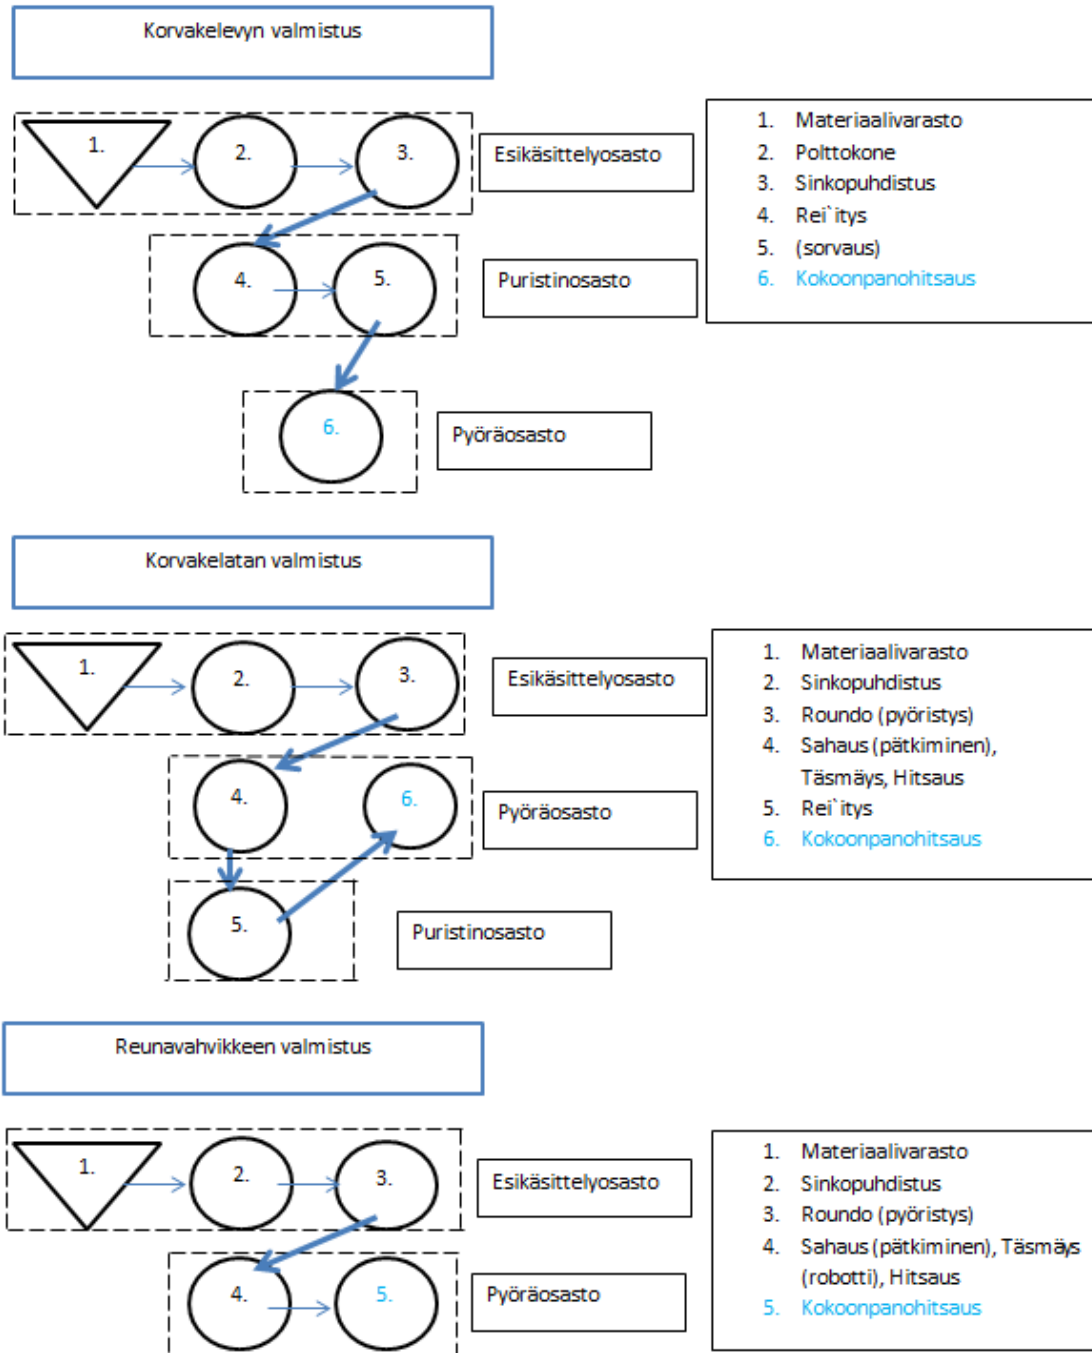 Korvakelevyn valmistus
1.
2.
3.
Esikäsittelyosasto
4.
5.
Puristinosasto
6.
Pyöräosasto
1. Materiaalivarasto
2. Polttokone
3. Sinkopuhdistus
4. Rei`itys
5. (sorvaus)
6. Kokoonpanohitsaus
Korvakelatan valmistus
1.
2.
3.
Esikäsittelyosasto
4.
6.
Pyöräosasto
5.
Puristinosasto
1. Materiaalivarasto
2. Sinkopuhdistus
3. Roundo (pyöristys)
4. Sahaus (pätkiminen),
Täsmäys, Hitsaus
5. Rei`itys
6. Kokoonpanohitsaus
Reunavahvikkeen valmistus
1.
2.
3.
Esikäsittelyosasto
4.
5.
Pyöräosasto
1. Materiaalivarasto
2. Sinkopuhdistus
3. Roundo (pyöristys)
4. Sahaus (pätkiminen), Täsmäys
(robotti), Hitsaus
5. Kokoonpanohitsaus